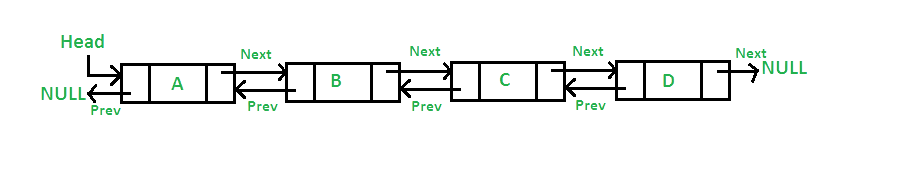 Head
Next Next Next Next
A B C D NULL
NULL
Prev Prev Prev Prev